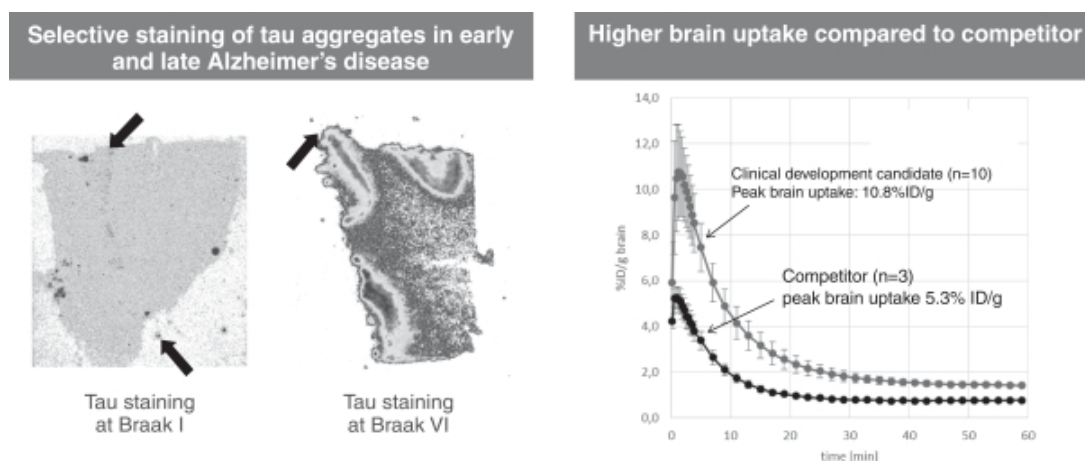 Selective staining of tau aggregates in early
and late Alzheimer's disease
Tau staining
at Braak I
Tau staining
at Braak VI
Higher brain uptake compared to competitor
14,0
12,0
10,0
8,0
6,0
4,0
2,0
0,0
%ID/g brain
Clinical development candidate (n=10)
Peak brain uptake: 10.8%ID/g
Competitor (n=3)
peak brain uptake 5.3% ID/g
0
10
20
30
40
50
60
time [min]